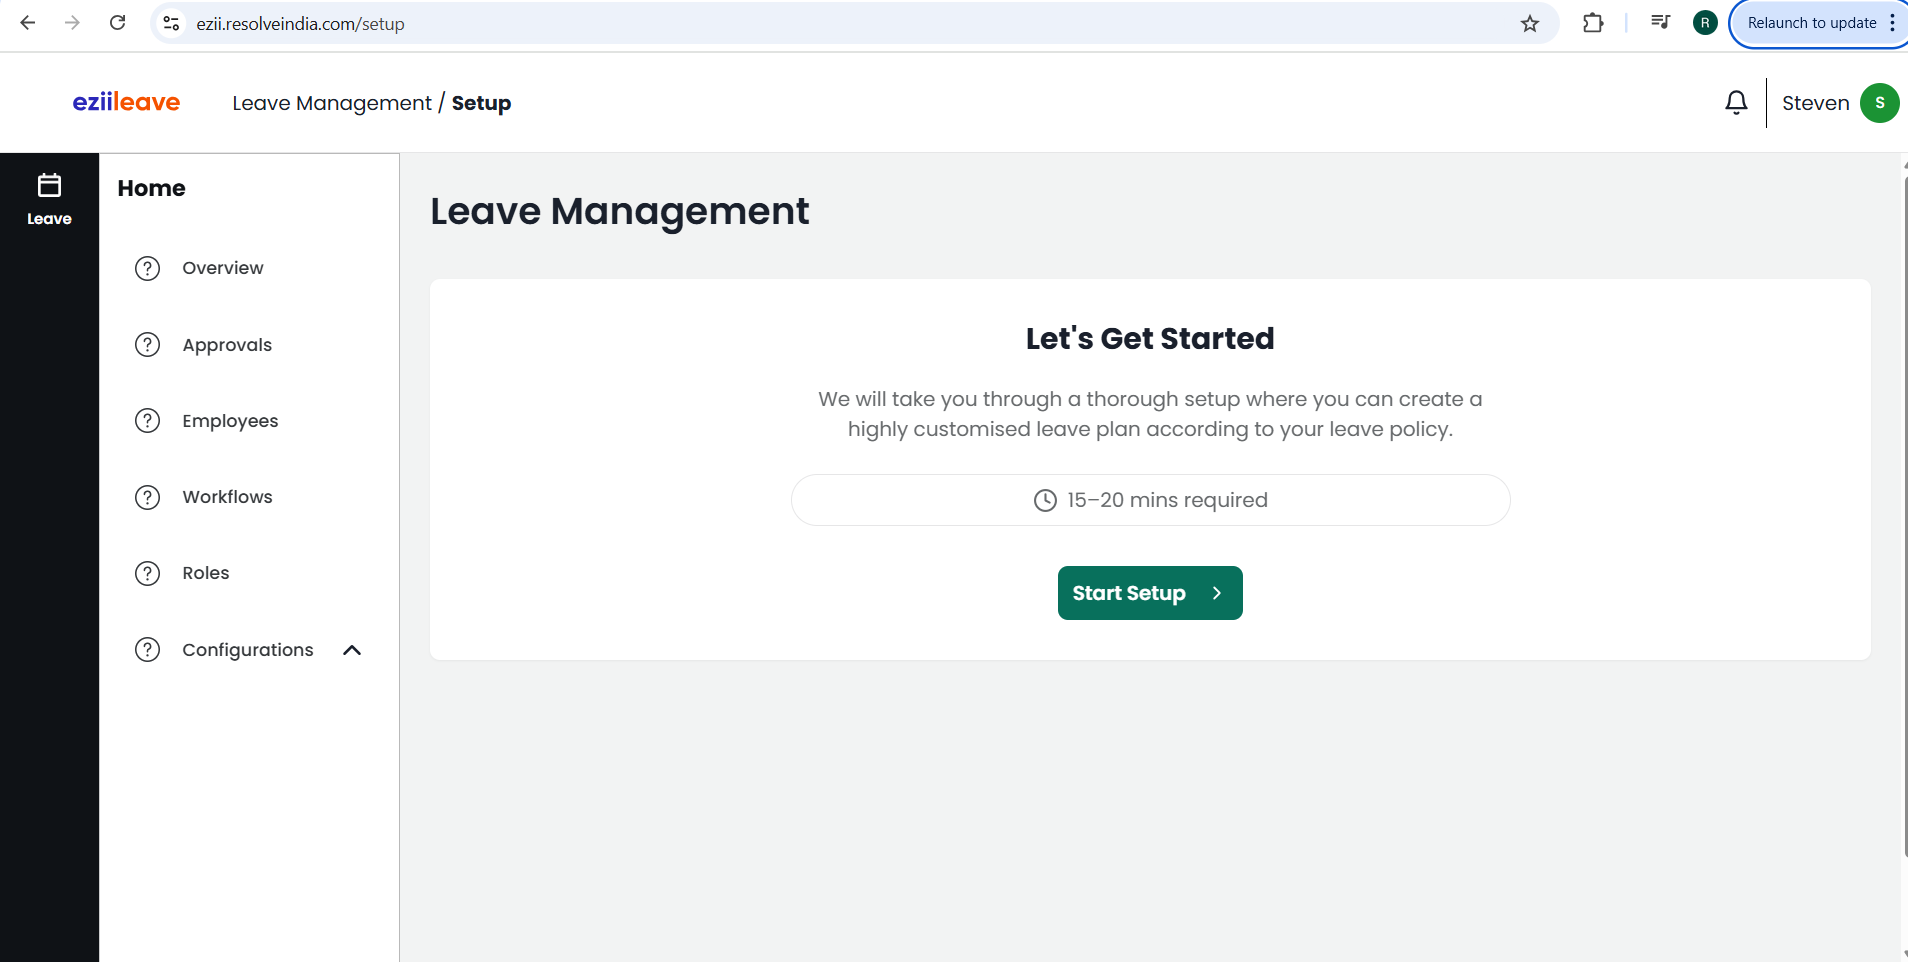 ezii.resolveindia.com/setup
R
Relaunch to update
eziileave
Leave Management / Setup
Steven
S
Leave
Home
Overview
Approvals
Employees
Workflows
Roles
Configurations
Leave Management
Let's Get Started
We will take you through a thorough setup where you can create a
highly customised leave plan according to your leave policy.
15–20 mins required
Start Setup